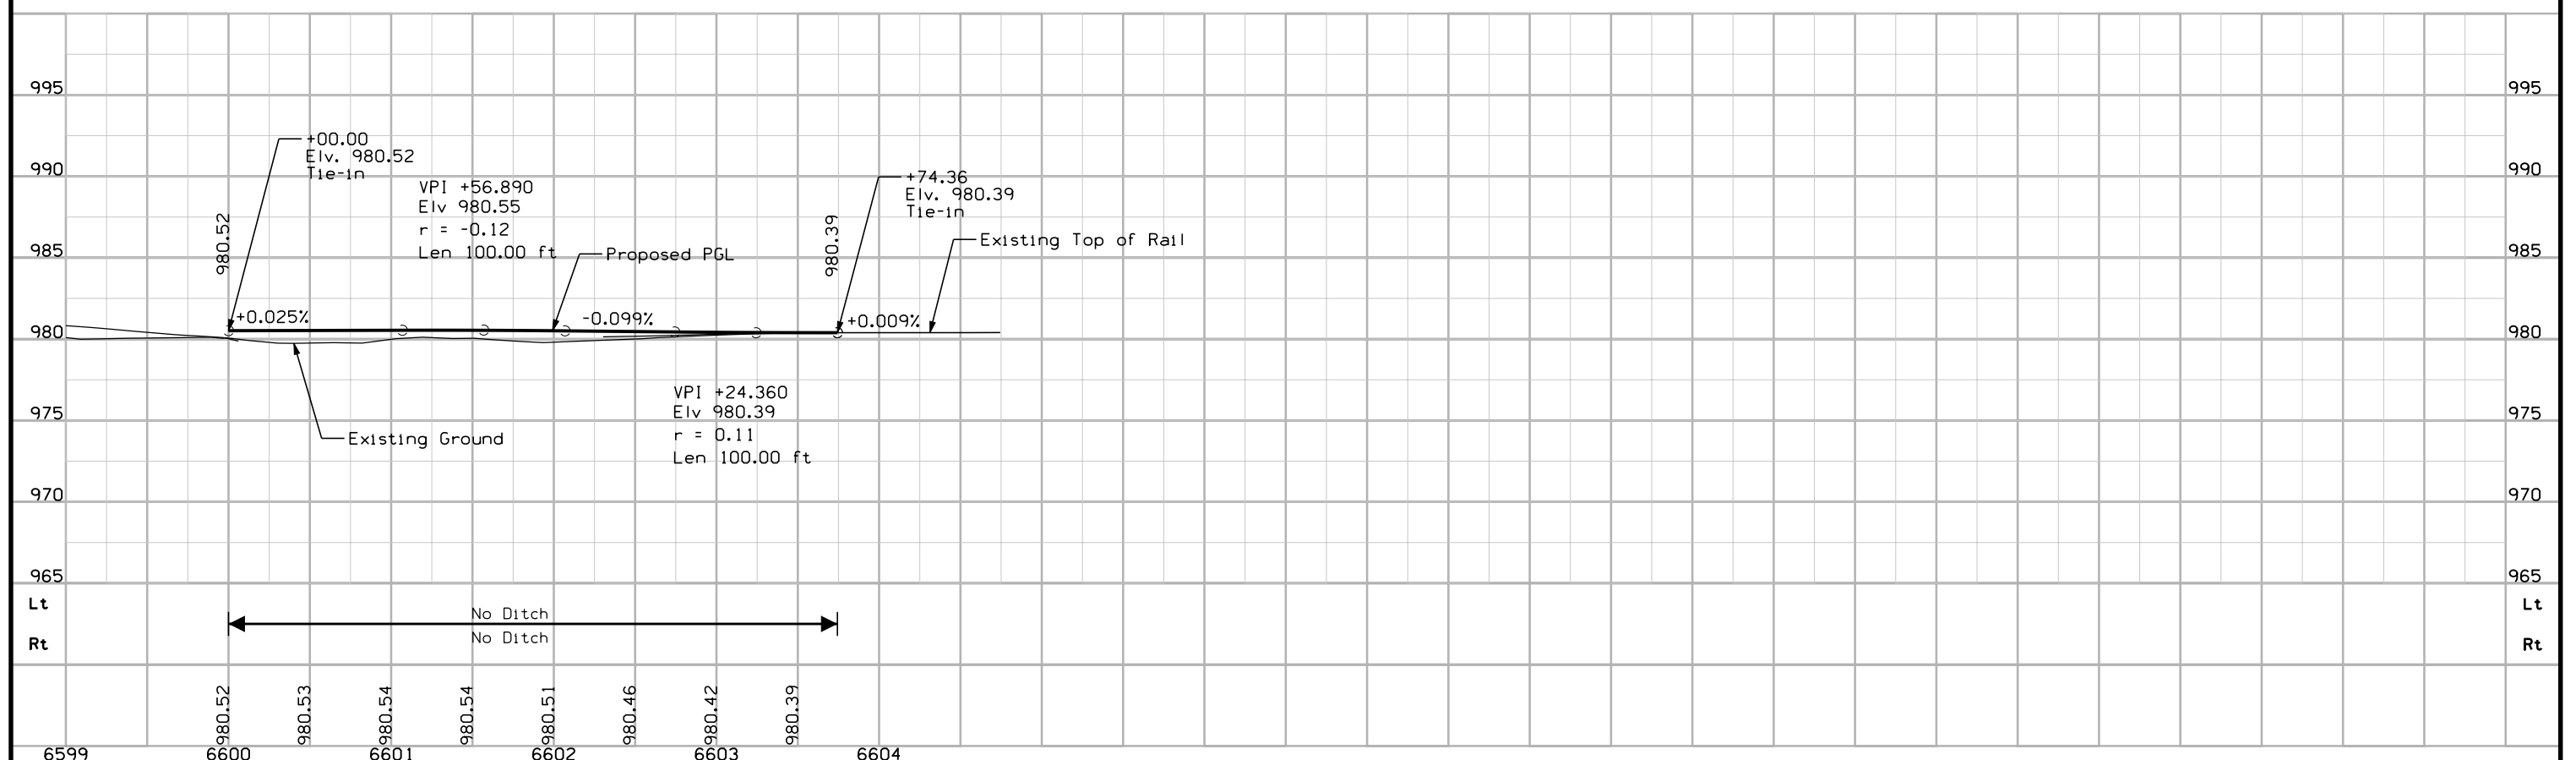 995
995
+00.00
Elv. 980.52
Tie-in
990
990
VPI +56.890
Elv 980.55
r = -0.12
Len 100.00 ft
+74.36
Elv. 980.39
Tie-in
980.52
980.39
Existing Top of Rail
985
985
Proposed PGL
+0.025%
-0.099%
+0.009%
980
980
VPI +24.360
Elv 980.39
r = 0.11
Len 100.00 ft
975
975
Existing Ground
970
970
965
965
Lt
Lt
No Ditch
No Ditch
Rt
Rt
980.52
980.53
980.54
980.54
980.51
980.46
980.42
980.39
6599
6600
6601
6602
6603
6604